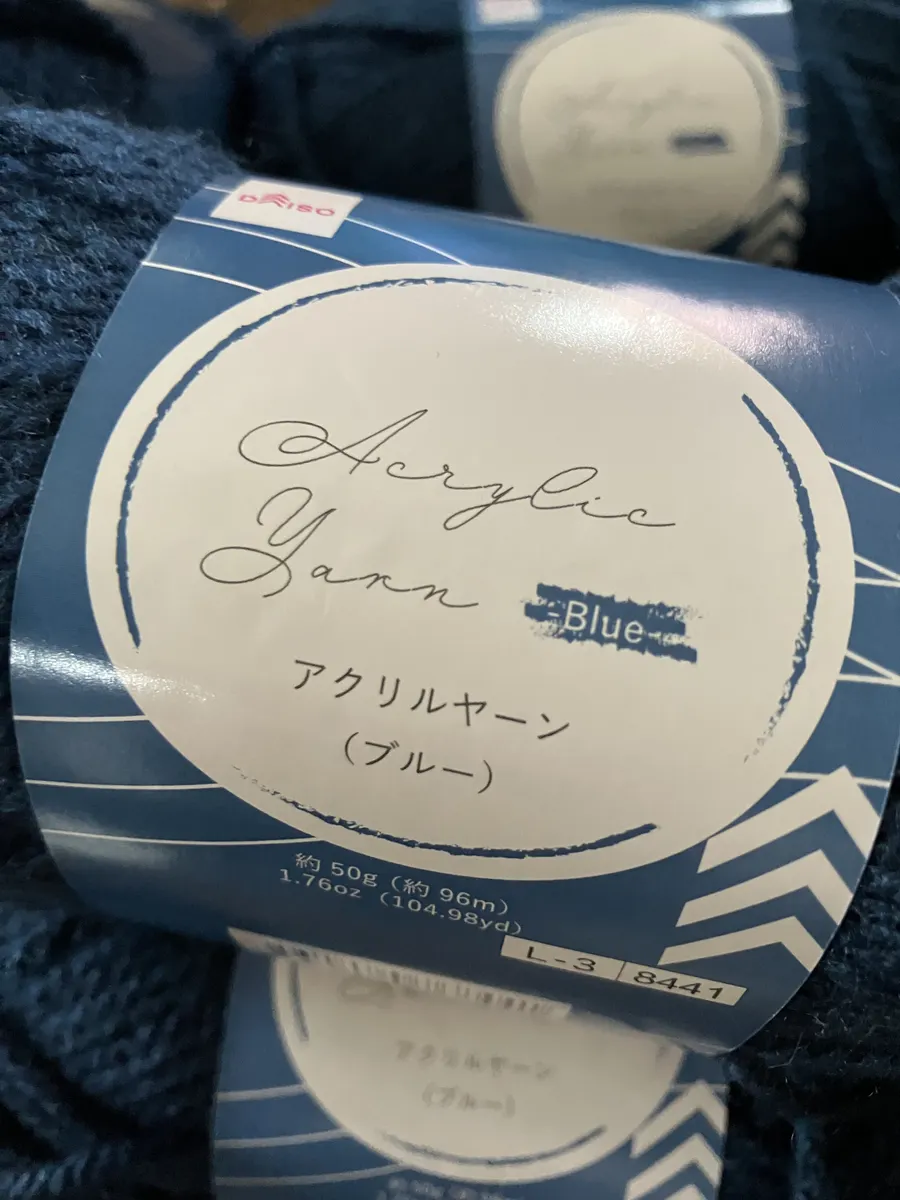 DAISO
Acrylic
Yarn
-Blue-
アクリルヤーン
(ブルー)
約 50g (約 96m)
1.76oz (104.98yd)
L-3 8441
アクリルヤーン
(ブルー)